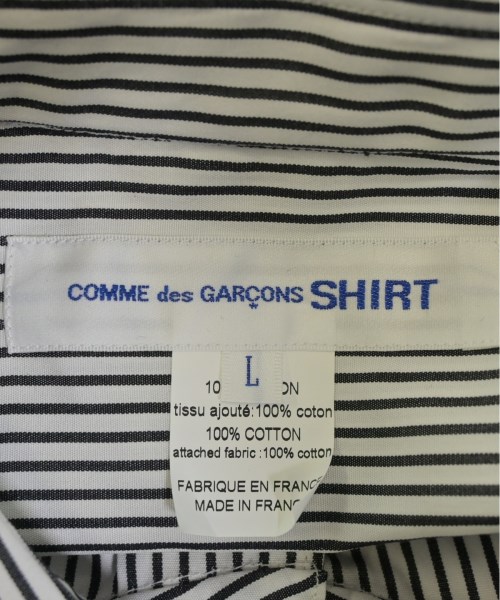 COMME des GARÇONS SHIRT
L
tissu ajouté:100% coton
100% COTTON
attached fabric :100% cotton
FABRIQUE EN FRANC
MADE IN FRANC